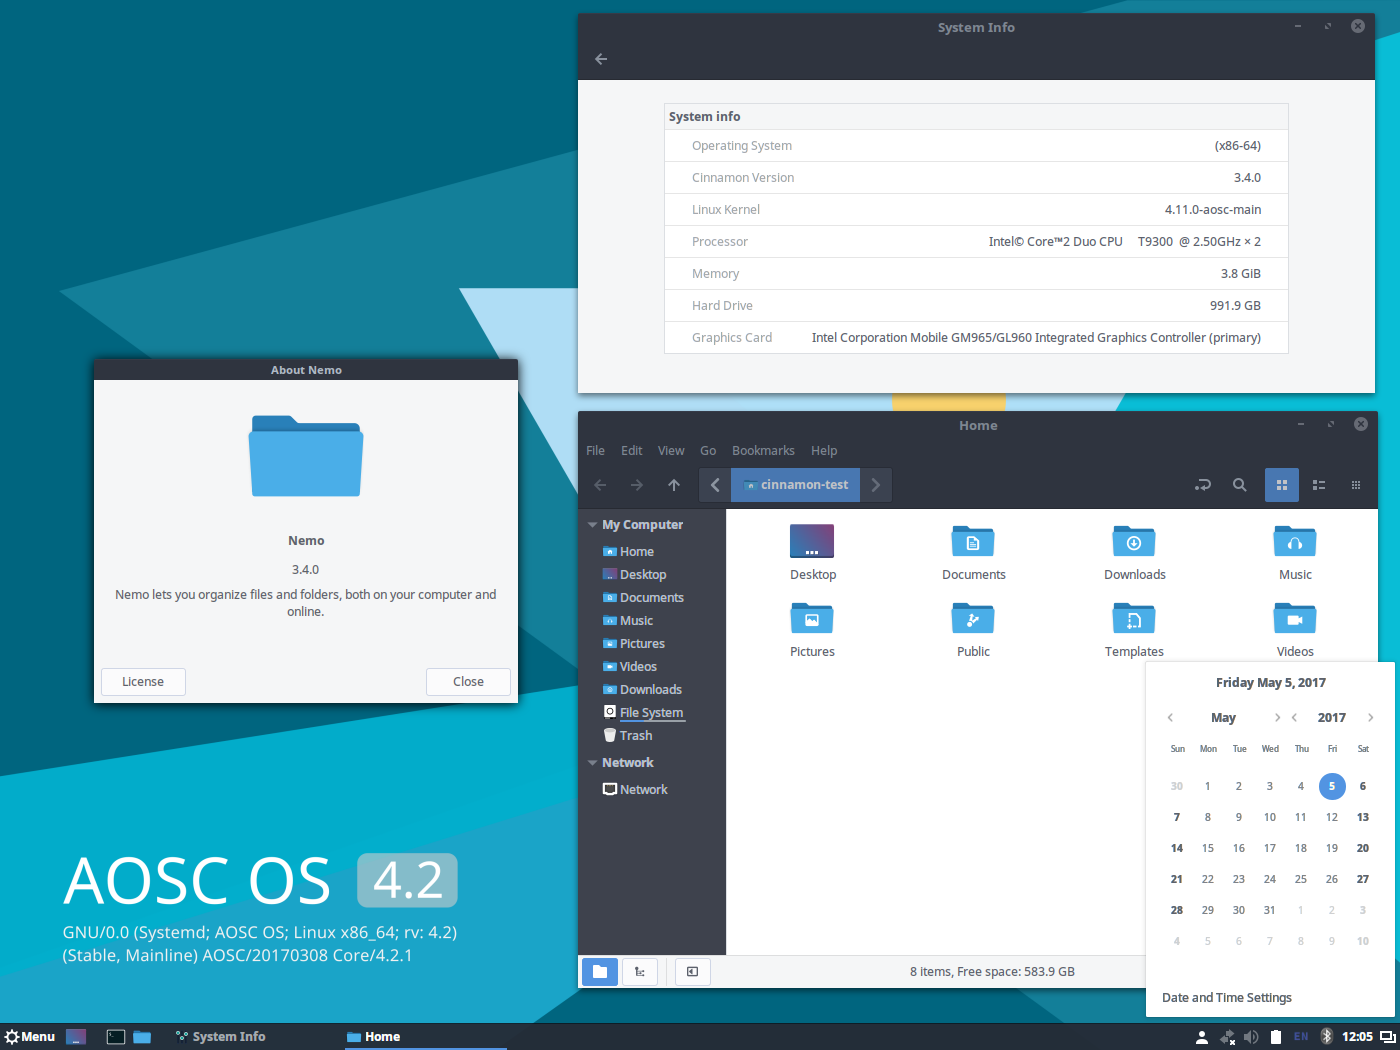 System Info
System info
Operating System (x86-64)
Cinnamon Version 3.4.0
Linux Kernel 4.11.0-aosc-main
Processor Intel© Core™2 Duo CPU T9300 @ 2.50GHz × 2
Memory 3.8 GiB
Hard Drive 991.9 GB
Graphics Card Intel Corporation Mobile GM965/GL960 Integrated Graphics Controller (primary)
About Nemo
Nemo
3.4.0
Nemo lets you organize files and folders, both on your computer and
online.
License Close
Home
File Edit View Go Bookmarks Help
cinnamon-test
My Computer
Home
Desktop
Documents
Music
Pictures
Videos
Downloads
File System
Trash
Network
Network
Desktop Documents Downloads Music
Pictures Public Templates Videos
8 items, Free space: 583.9 GB
Friday May 5, 2017
May 2017
Sun Mon Tue Wed Thu Fri Sat
30 1 2 3 4 5 6
7 8 9 10 11 12 13
14 15 16 17 18 19 20
21 22 23 24 25 26 27
28 29 30 31 1 2 3
4 5 6 7 8 9 10
Date and Time Settings
AOSC OS 4.2
GNU/0.0 (Systemd; AOSC OS; Linux x86_64; rv: 4.2)
(Stable, Mainline) AOSC/20170308 Core/4.2.1
Menu System Info Home EN 12:05